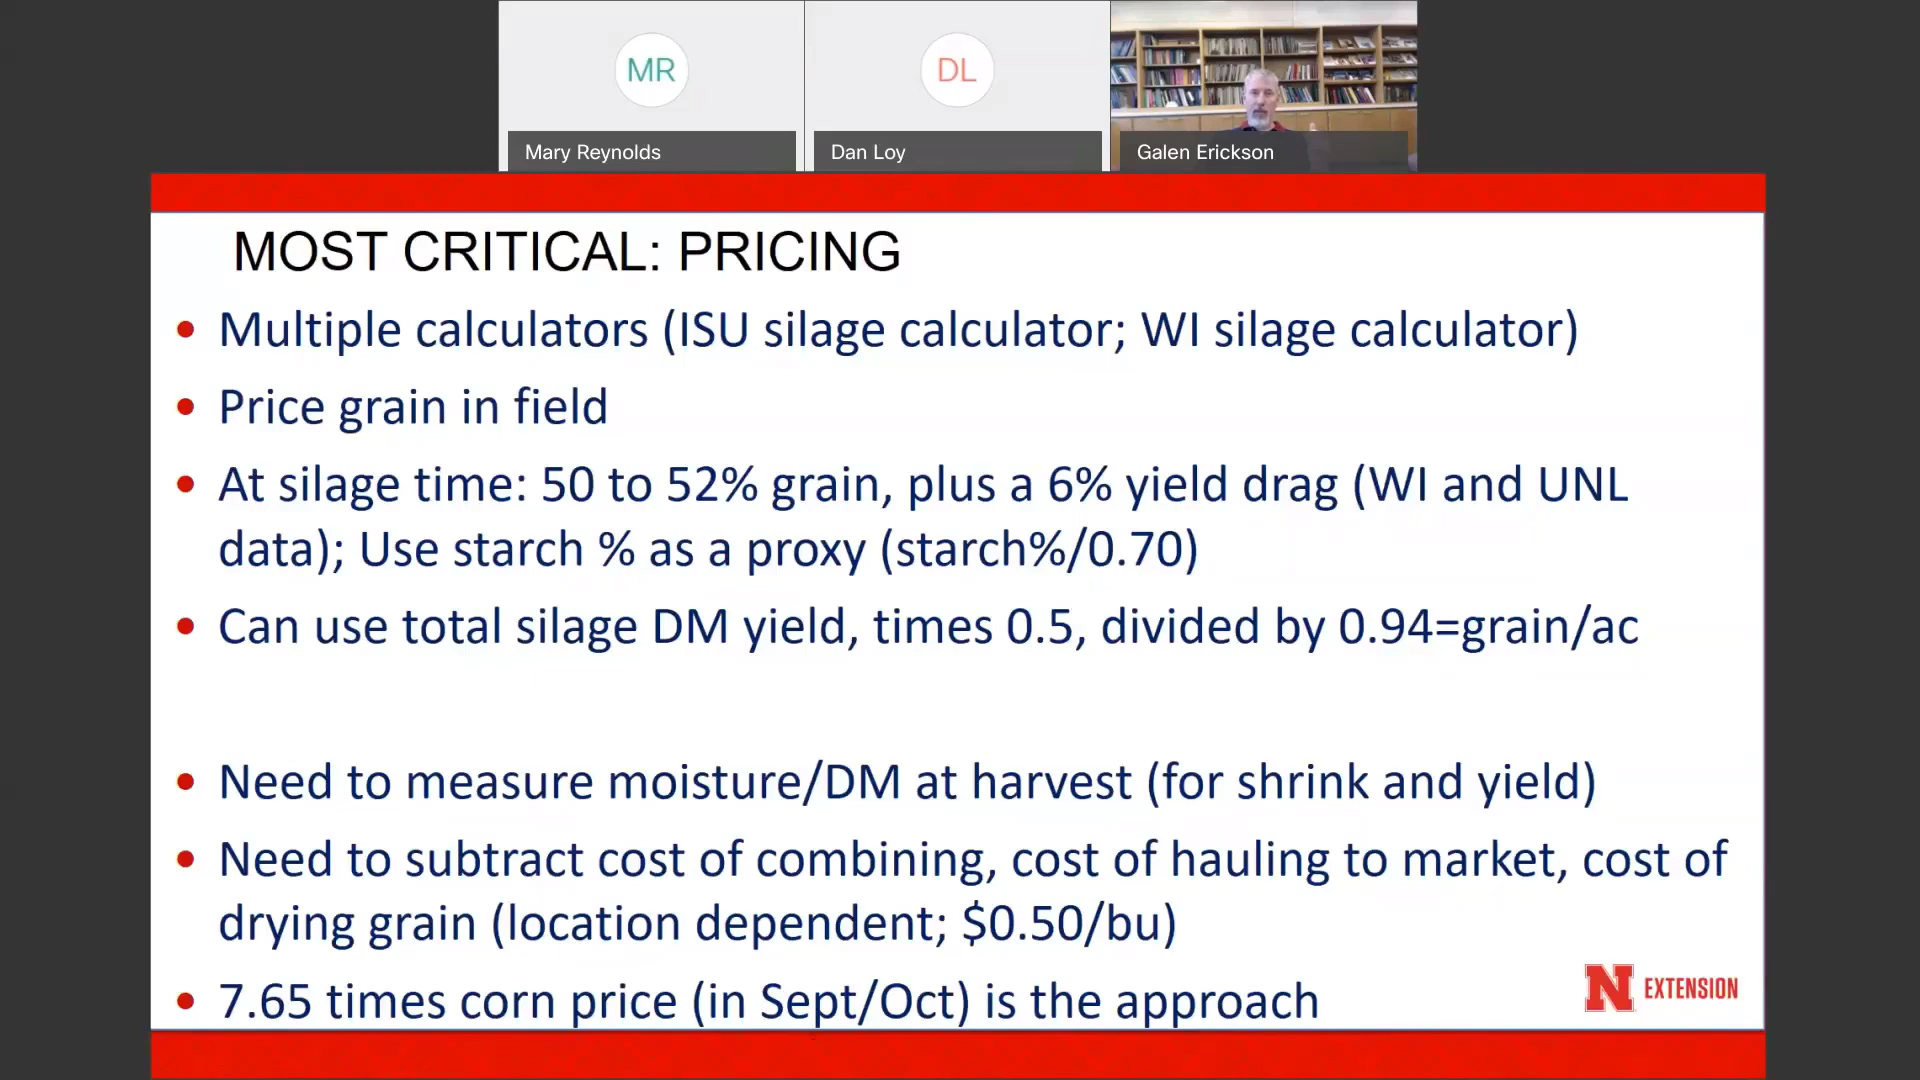 MR
DL
Mary Reynolds
Dan Loy
Galen Erickson
MOST CRITICAL: PRICING
• Multiple calculators (ISU silage calculator; WI silage calculator)
• Price grain in field
• At silage time: 50 to 52% grain, plus a 6% yield drag (WI and UNL
data); Use starch % as a proxy (starch%/0.70)
• Can use total silage DM yield, times 0.5, divided by 0.94=grain/ac
• Need to measure moisture/DM at harvest (for shrink and yield)
• Need to subtract cost of combining, cost of hauling to market, cost of
drying grain (location dependent; $0.50/bu)
• 7.65 times corn price (in Sept/Oct) is the approach
N EXTENSION